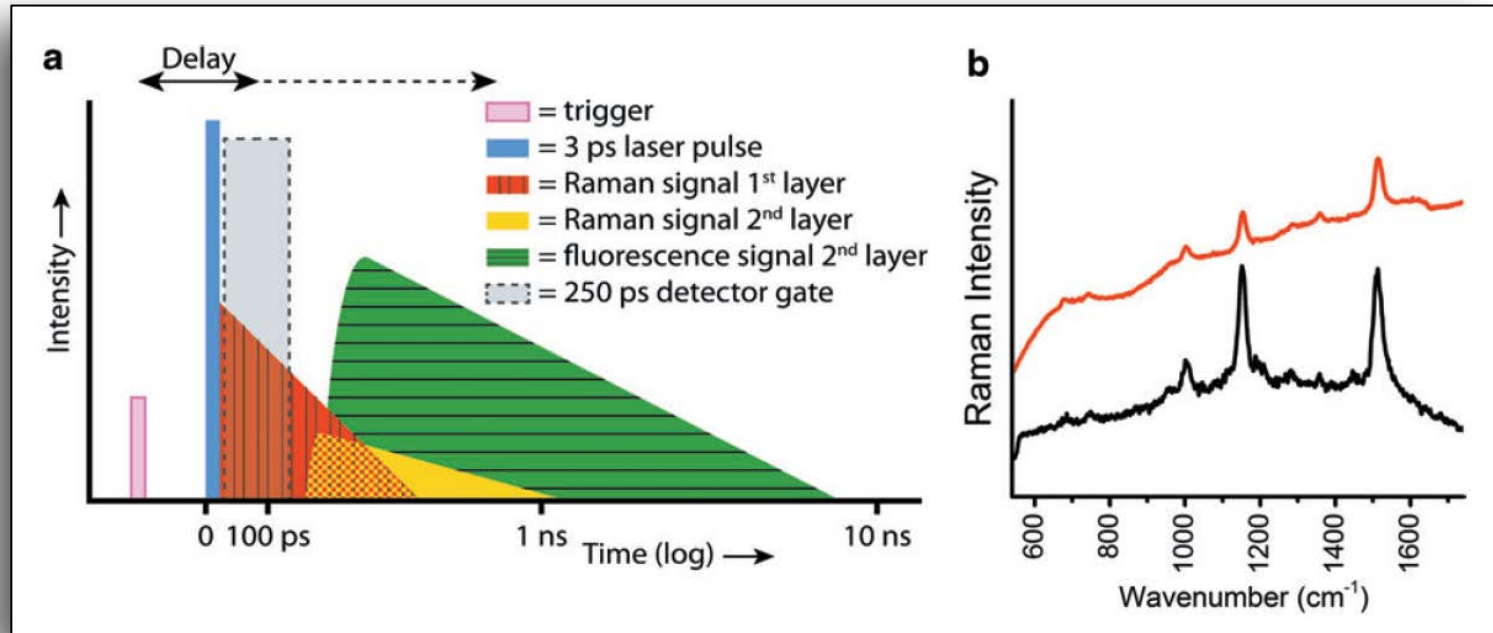 a
Delay
= trigger
= 3 ps laser pulse
= Raman signal 1st layer
= Raman signal 2nd layer
= fluorescence signal 2nd layer
= 250 ps detector gate
Intensity
0 100 ps 1 ns 10 ns
Time (log)
b
Raman Intensity
600 800 1000 1200 1400 1600
Wavenumber (cm-1)